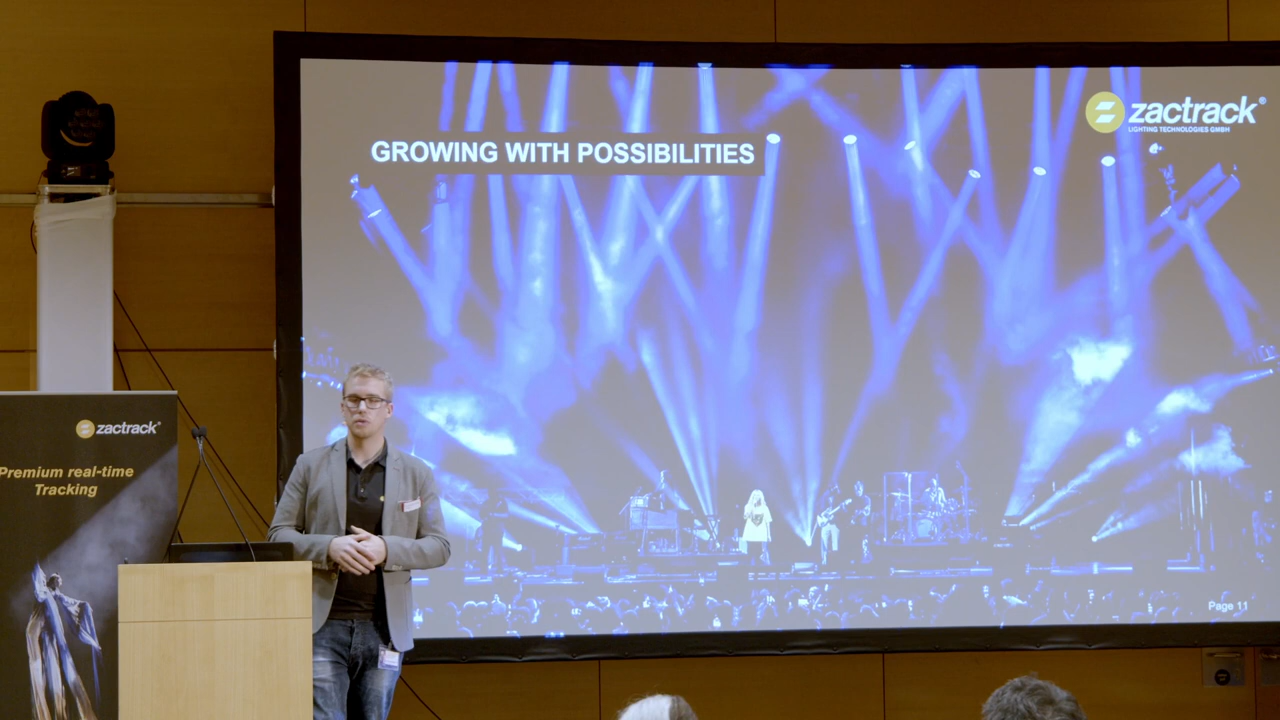 GROWING WITH POSSIBILITIES
zactrack®
LIGHTING TECHNOLOGIES GMBH
zactrack®
Premium real-time
Tracking
Page 11